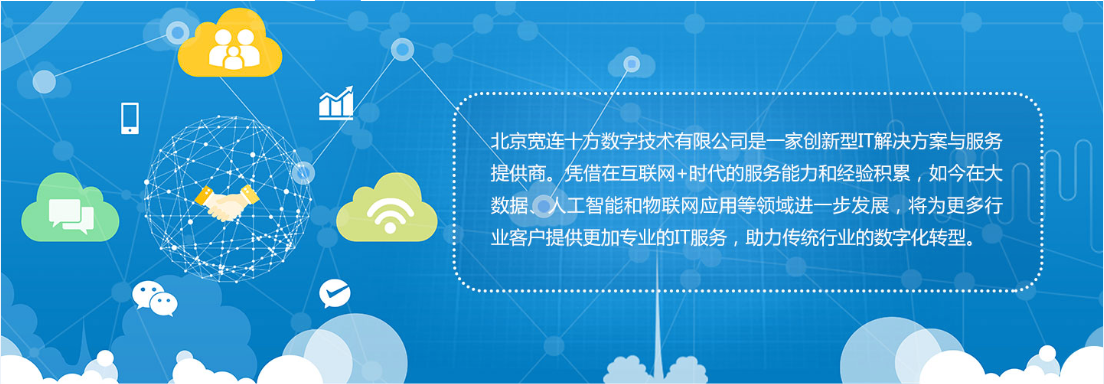 北京宽连十方数字技术有限公司是一家创新型IT解决方案与服务
提供商。凭借在互联网+时代的服务能力和经验积累，如今在大
数据、人工智能和物联网应用等领域进一步发展，将为更多行
业客户提供更加专业的IT服务，助力传统行业的数字化转型。